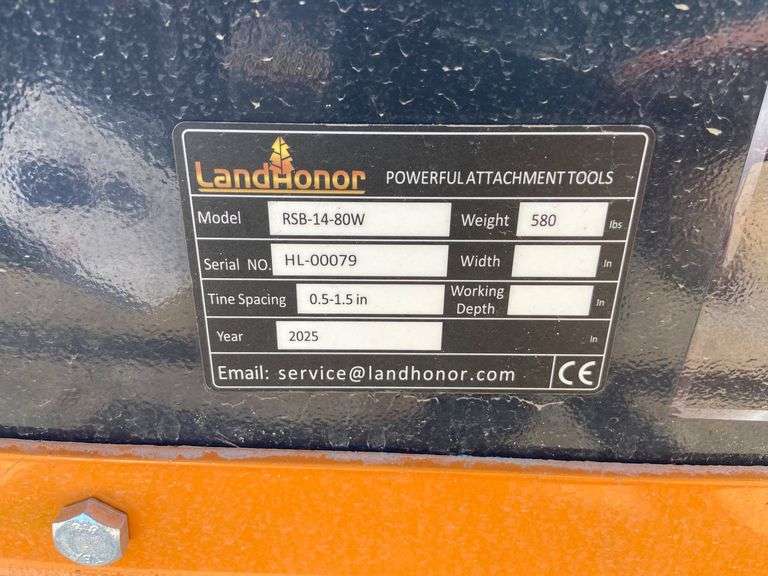 LandHonor POWERFUL ATTACHMENT TOOLS
Model RSB-14-80W Weight 580 lbs
Serial NO. HL-00079 Width In
Tine Spacing 0.5-1.5 in Working Depth In
Year 2025 In
Email: service@landhonor.com CE